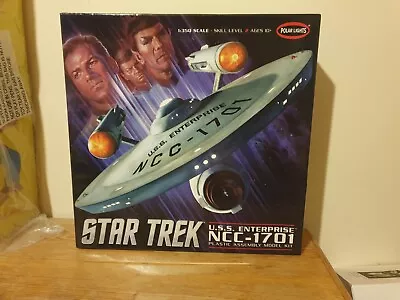 1:350 SCALE · SKILL LEVEL 2 AGES 10+
POLAR LIGHTS
U.S.S. ENTERPRISE
NCC-1701
STAR TREK
U.S.S. ENTERPRISE
NCC-1701
PLASTIC ASSEMBLY MODEL KIT